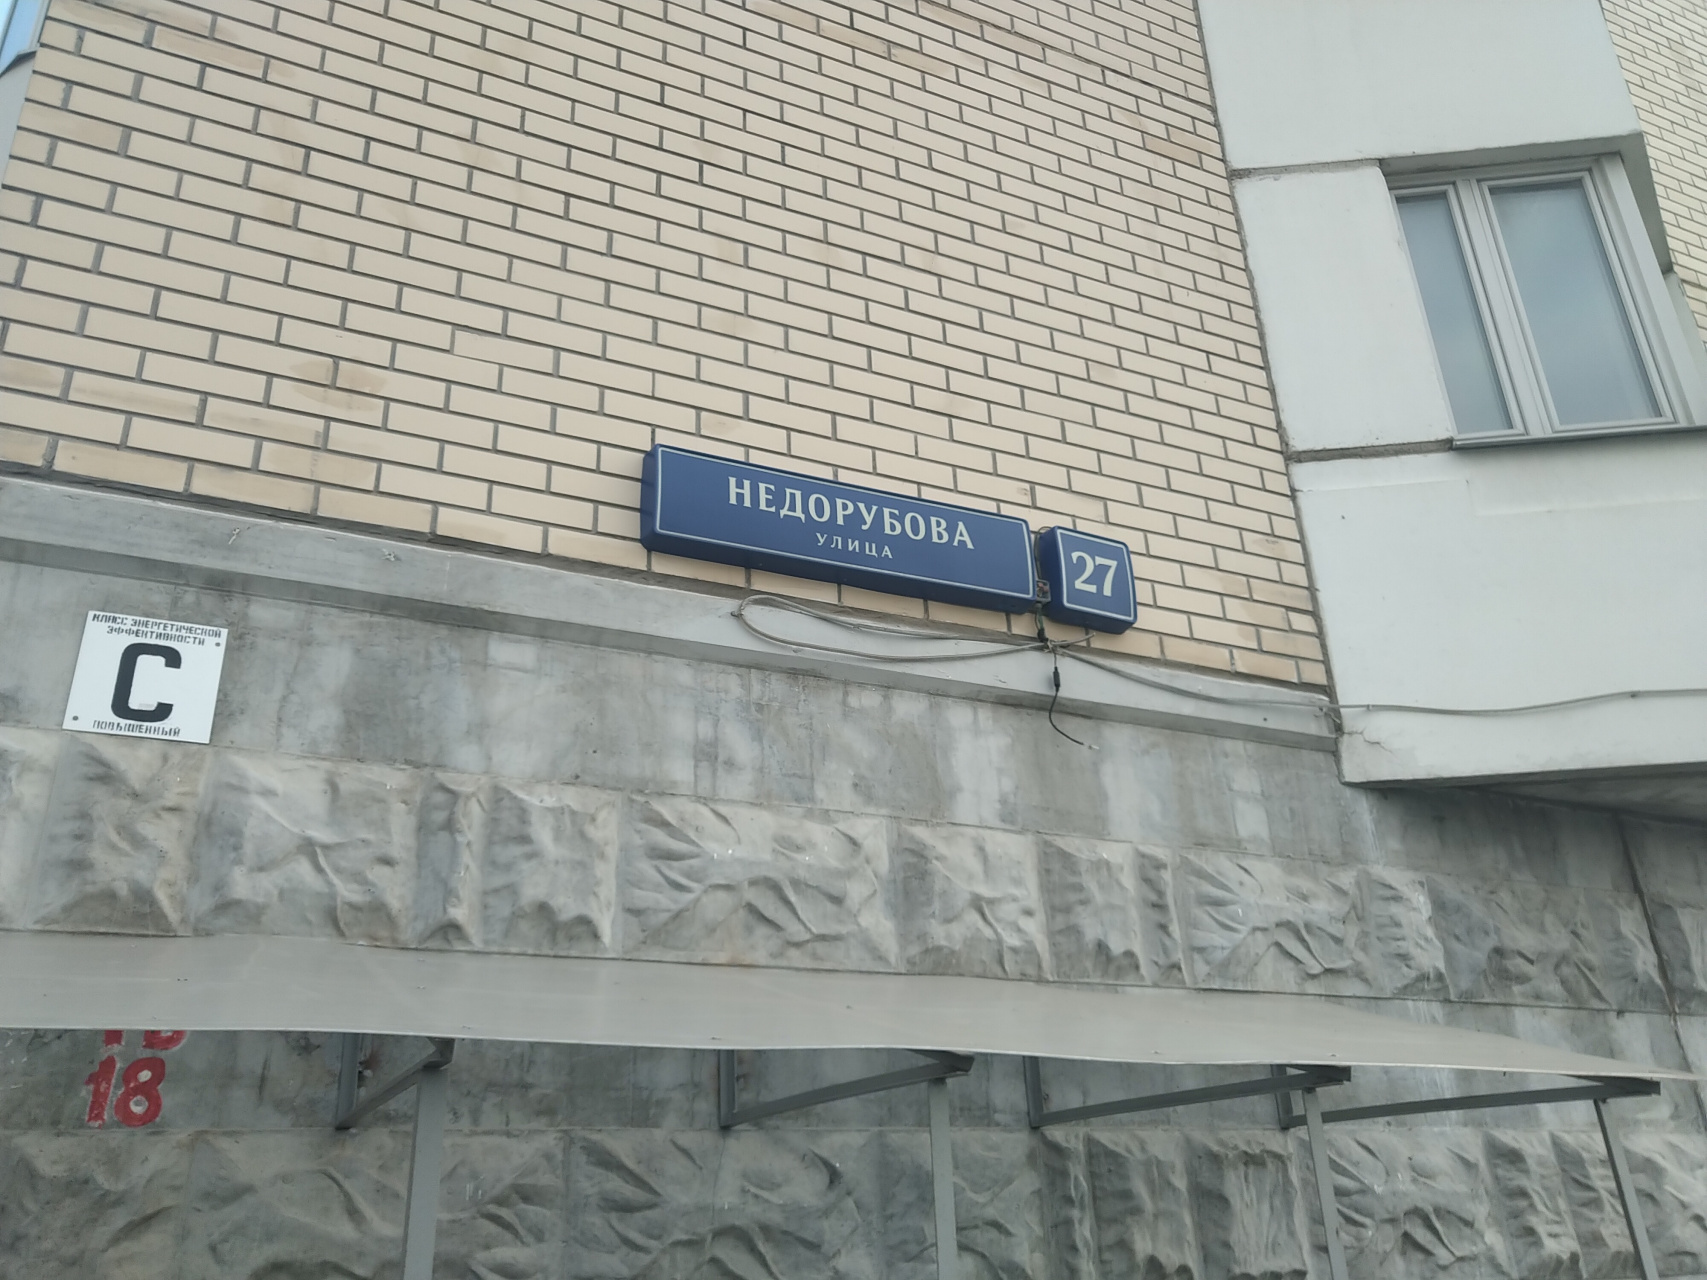 НЕДОРУБОВА
УЛИЦА
27
КЛАСС ЭНЕРГЕТИЧЕСКОЙ
ЭФФЕКТИВНОСТИ
С
ПОВЫШЕННЫЙ
18